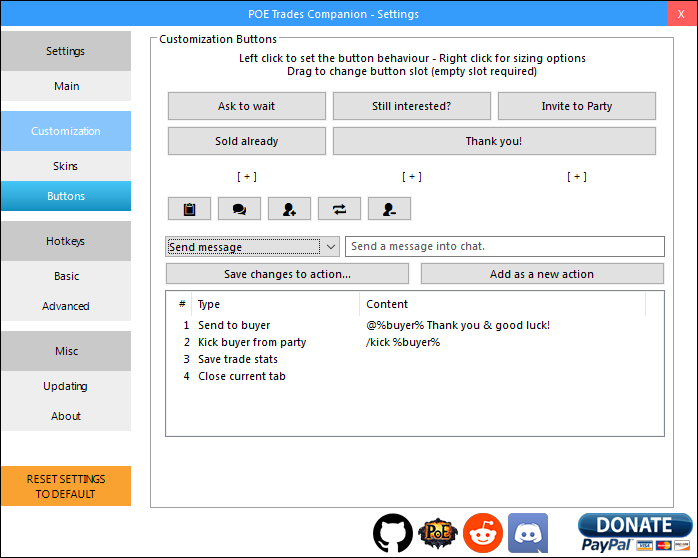 POE Trades Companion - Settings
X
Settings
Main
Customization
Skins
Buttons
Hotkeys
Basic
Advanced
Misc
Updating
About
RESET SETTINGS
TO DEFAULT
Customization Buttons
Left click to set the button behaviour - Right click for sizing options
Drag to change button slot (empty slot required)
Ask to wait
Still interested?
Invite to Party
Sold already
Thank you!
[ + ]
[ + ]
[ + ]
Send message
Send a message into chat.
Save changes to action...
Add as a new action
# Type Content
1 Send to buyer @%buyer% Thank you & good luck!
2 Kick buyer from party /kick %buyer%
3 Save trade stats
4 Close current tab
PoE
DONATE
PayPal